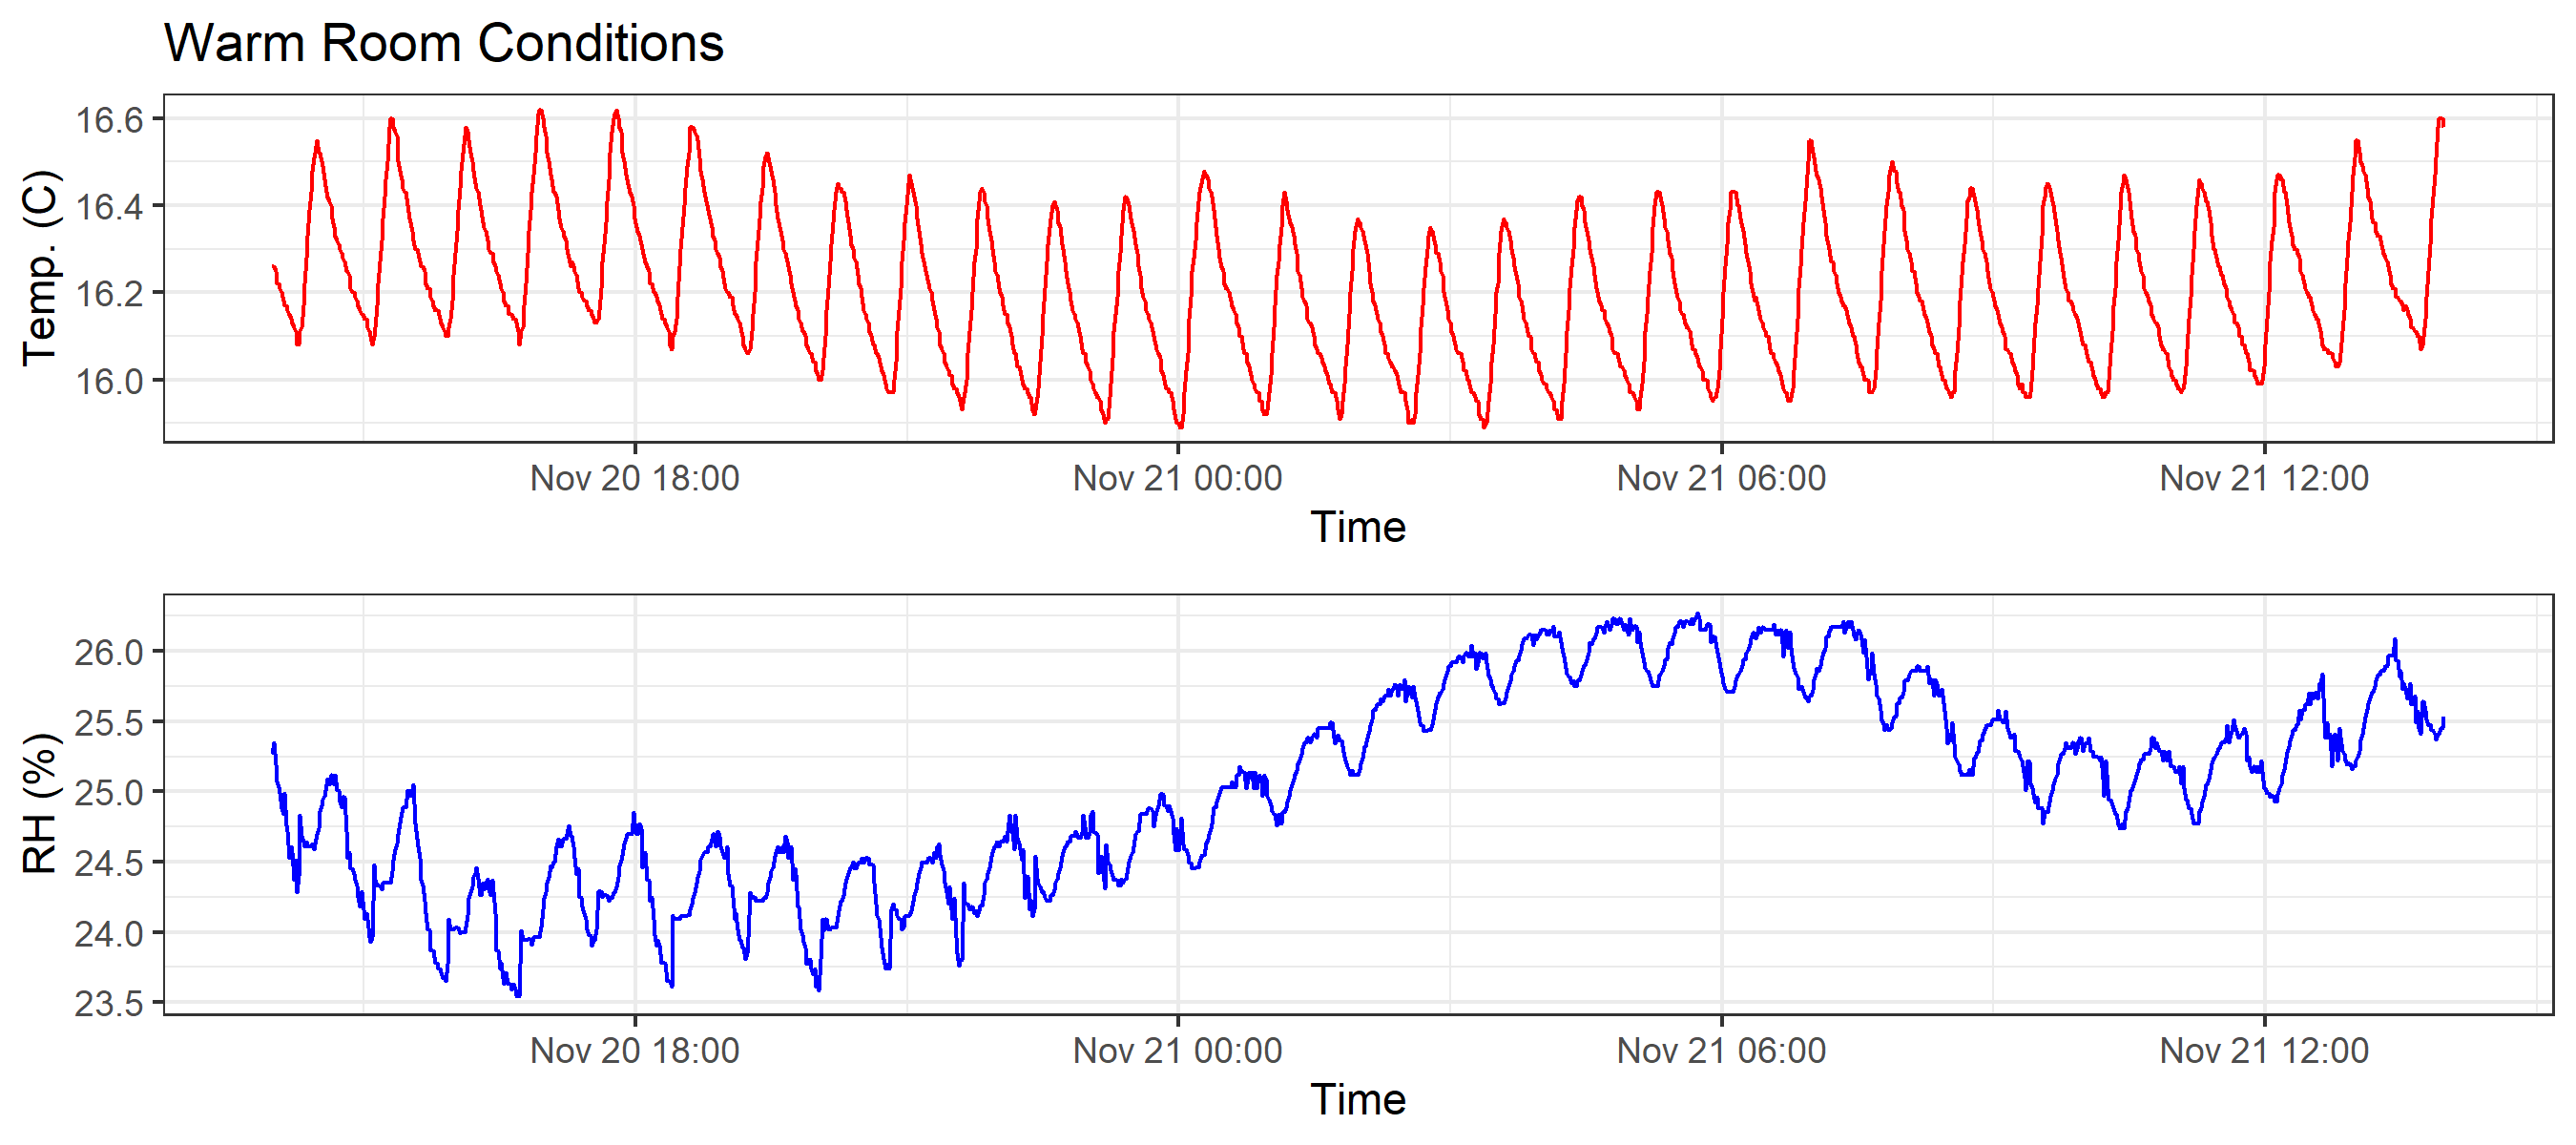 Warm Room Conditions
Temp. (C)
16.6
16.4
16.2
16.0
Nov 20 18:00 Nov 21 00:00 Nov 21 06:00 Nov 21 12:00
Time
RH (%)
26.0
25.5
25.0
24.5
24.0
23.5
Nov 20 18:00 Nov 21 00:00 Nov 21 06:00 Nov 21 12:00
Time